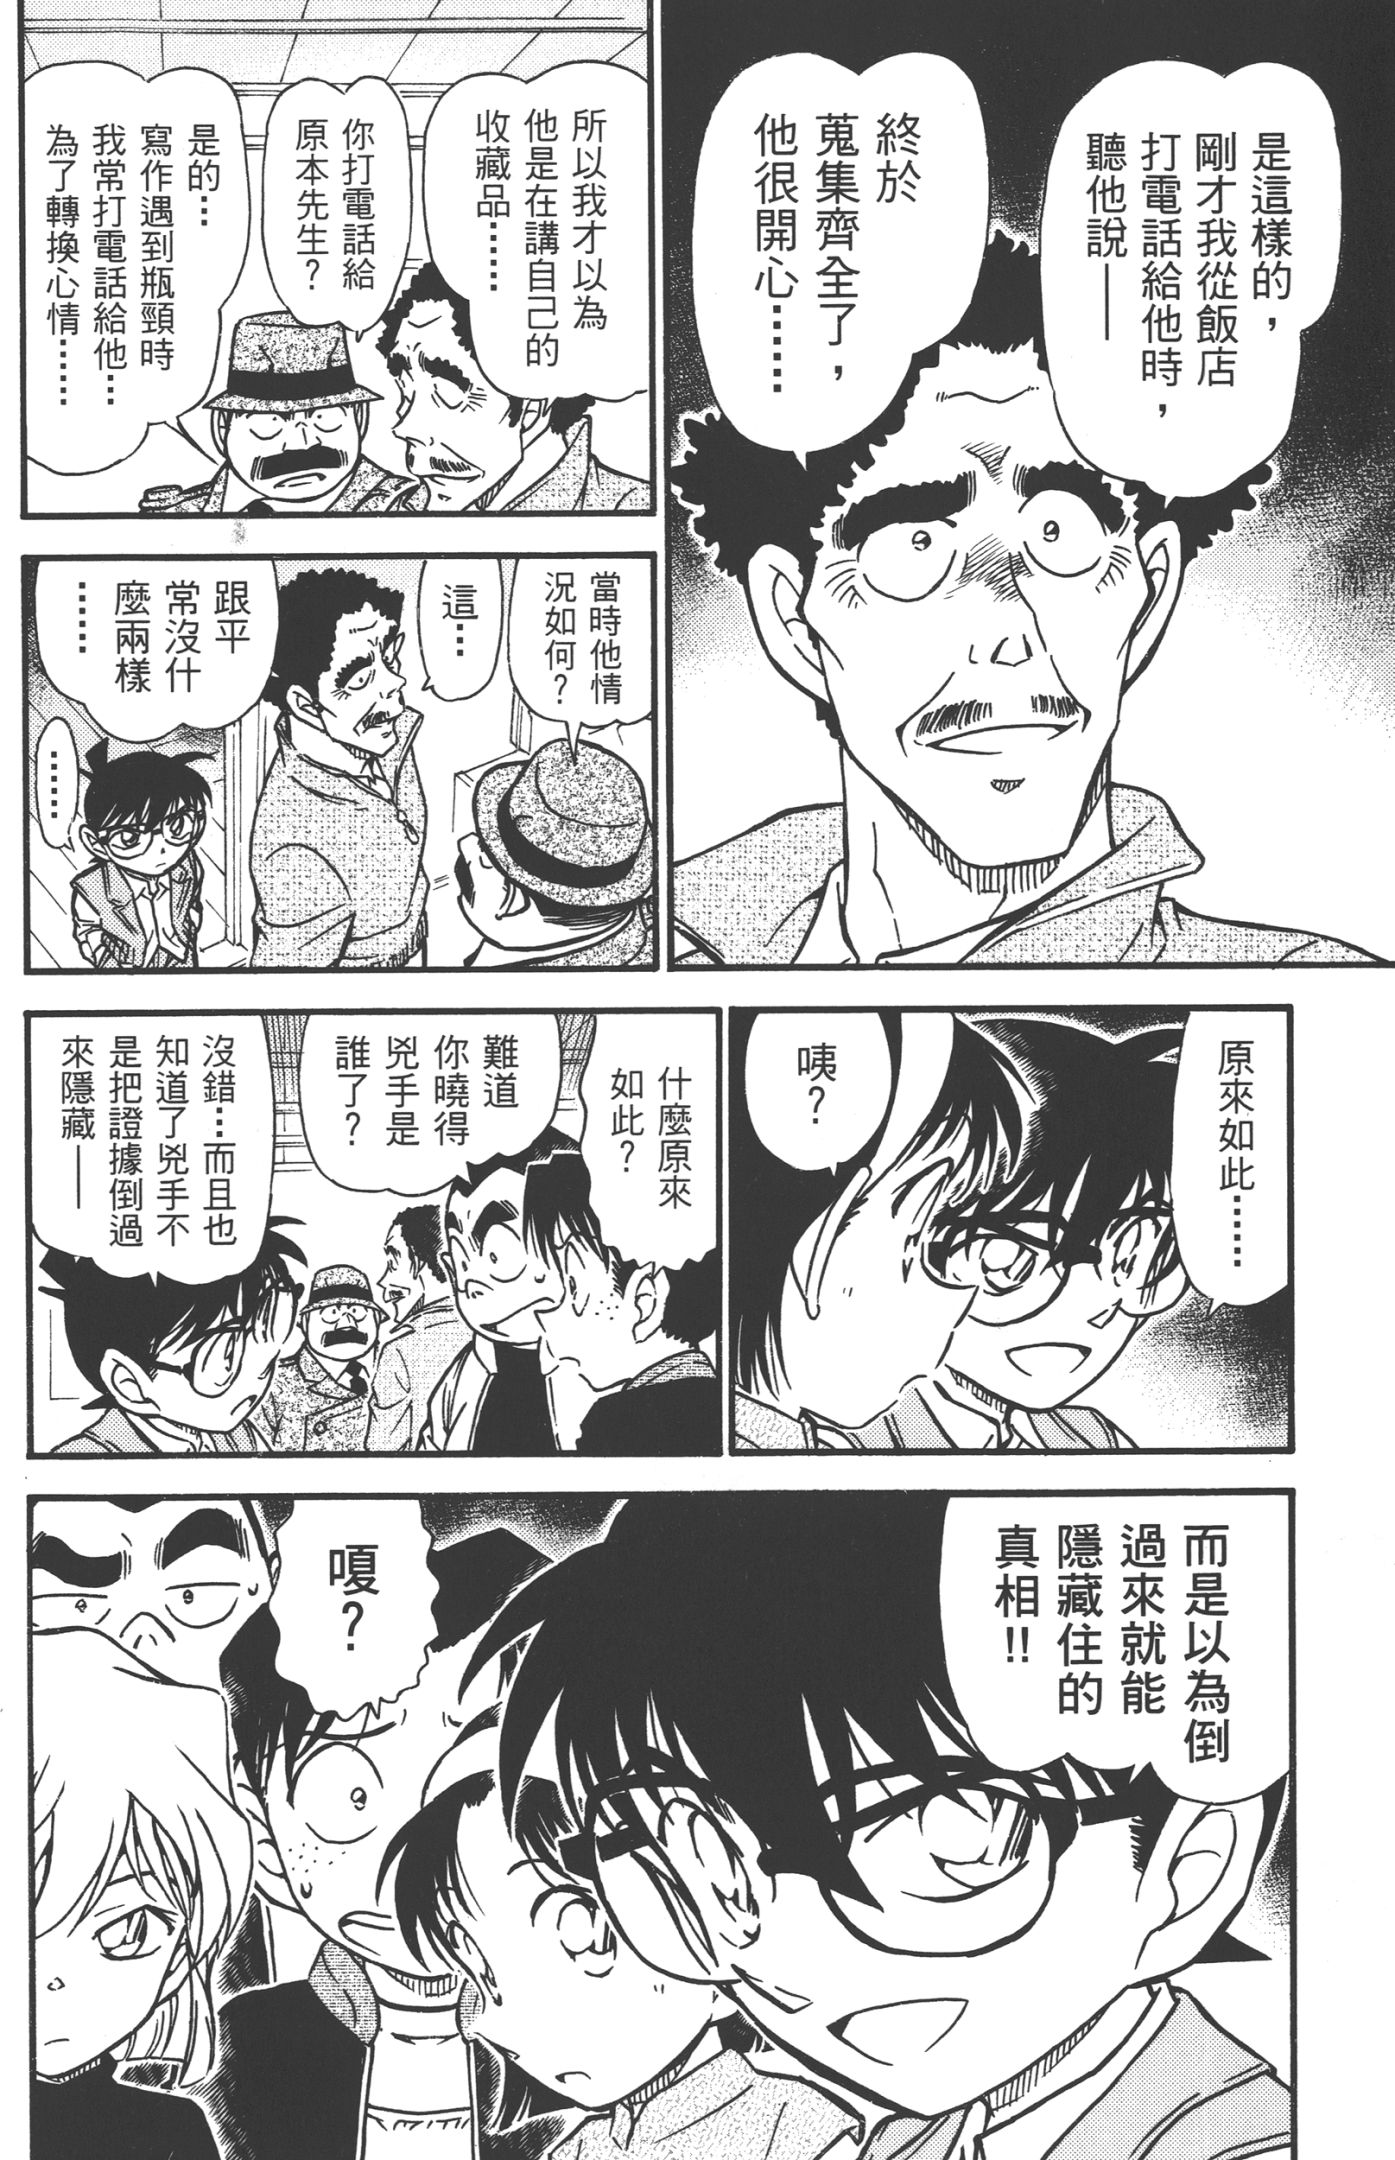 是這樣的，
剛才我從飯店
打電話給他時，
聽他說——
終於
蒐集齊全了，
他很開心……
所以我才以為
他是在講自己的
收藏品……
你打電話給
原本先生？
是的…
寫作遇到瓶頸時
我常打電話給他…
為了轉換心情……
當時他情
況如何？
這…
跟平
常沒什
麼兩樣
……
……
原來如此……
咦？
什麼原來
如此？
難道
你曉得
兇手是
誰了？
沒錯…而且也
知道了兇手不
是把證據倒過
來隱藏——
而是以為倒
過來就能
隱藏住的
真相!!
嗄？